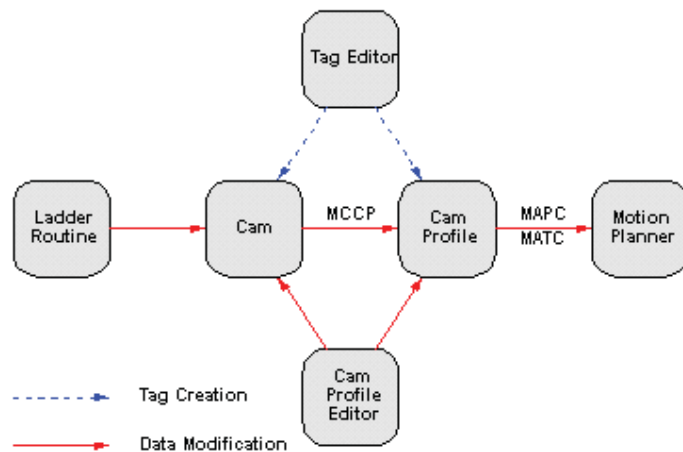 Tag Editor
Ladder
Routine
Cam
MCCP
Cam
Profile
MAPC
MATC
Motion
Planner
Cam
Profile
Editor
Tag Creation
Data Modification